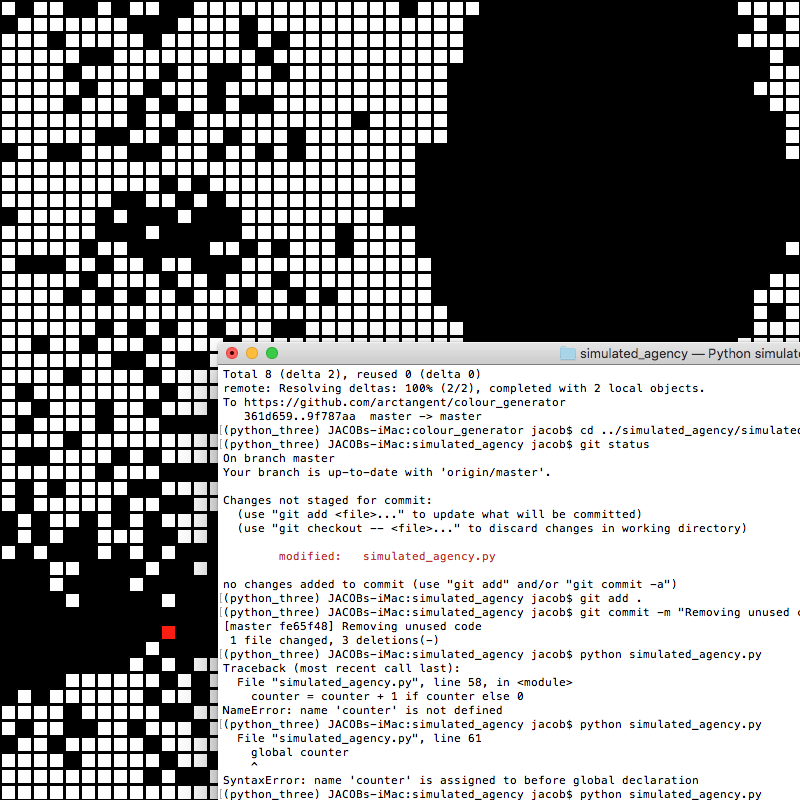 simulated_agency — Python simulate
Total 8 (delta 2), reused 0 (delta 0)
remote: Resolving deltas: 100% (2/2), completed with 2 local objects.
To https://github.com/arctangent/colour_generator
   361d659..9f787aa  master -> master
[(python_three) JACOBs-iMac:colour_generator jacob$ cd ../simulated_agency/simulated
[(python_three) JACOBs-iMac:simulated_agency jacob$ git status
On branch master
Your branch is up-to-date with 'origin/master'.
Changes not staged for commit:
  (use "git add <file>..." to update what will be committed)
  (use "git checkout -- <file>..." to discard changes in working directory)
        modified:   simulated_agency.py
no changes added to commit (use "git add" and/or "git commit -a")
[(python_three) JACOBs-iMac:simulated_agency jacob$ git add .
[(python_three) JACOBs-iMac:simulated_agency jacob$ git commit -m "Removing unused c
[master fe65f48] Removing unused code
 1 file changed, 3 deletions(-)
[(python_three) JACOBs-iMac:simulated_agency jacob$ python simulated_agency.py
Traceback (most recent call last):
  File "simulated_agency.py", line 58, in <module>
    counter = counter + 1 if counter else 0
NameError: name 'counter' is not defined
[(python_three) JACOBs-iMac:simulated_agency jacob$ python simulated_agency.py
  File "simulated_agency.py", line 61
    global counter
    ^
SyntaxError: name 'counter' is assigned to before global declaration
[(python_three) JACOBs-iMac:simulated_agency jacob$ python simulated_agency.py